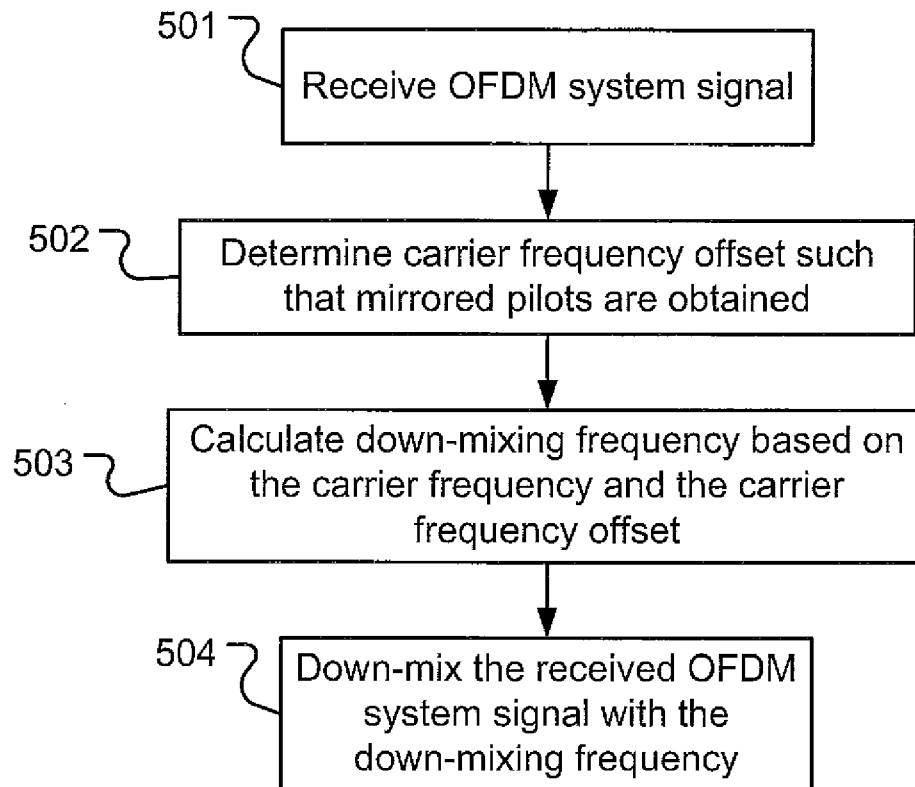 501
Receive OFDM system signal
502
Determine carrier frequency offset such
that mirrored pilots are obtained
503
Calculate down-mixing frequency based on
the carrier frequency and the carrier
frequency offset
504
Down-mix the received OFDM
system signal with the
down-mixing frequency